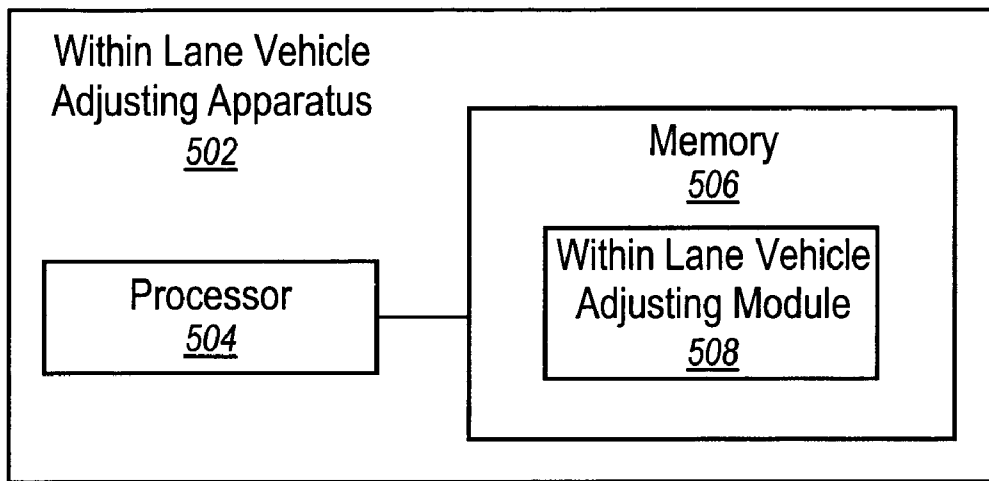 Within Lane Vehicle
Adjusting Apparatus
502
Memory
506
Within Lane Vehicle
Adjusting Module
508
Processor
504